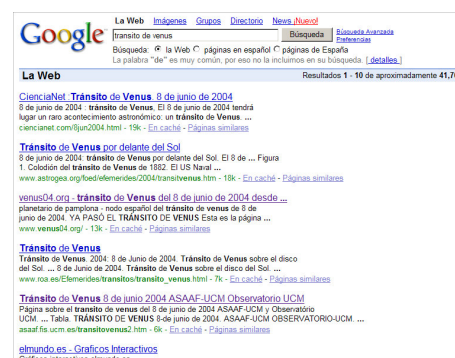 Google
La Web Imágenes Grupos Directorio News ¡Nuevo!
transito de venus Búsqueda Búsqueda Avanzada
Preferencias
Búsqueda: la Web páginas en español páginas de España
La palabra "de" es muy común, por eso no la incluimos en su búsqueda. [ detalles ]
La Web Resultados 1 - 10 de aproximadamente 41,70
CienciaNet :Tránsito de Venus. 8 de junio de 2004
8 de junio de 2004 : tránsito de Venus. El 8 de junio de 2004 tendrá
lugar un raro acontecimiento astronómico: un tránsito de Venus. ...
ciencianet.com/8jun2004.html - 19k - En caché - Páginas similares
Tránsito de Venus por delante del Sol
8 de junio de 2004: tránsito de Venus por delante del Sol. El 8 de ... Figura
1. Colodión del tránsito de Venus de 1882. El US Naval ...
www.astrogea.org/foed/efemerides/2004/transitvenus.htm - 18k - En caché - Páginas similares
venus04.org - tránsito de Venus del 8 de junio de 2004 desde ...
planetario de pamplona - nodo español del tránsito de venus de 8 de
junio de 2004. YA PASÓ EL TRÁNSITO DE VENUS Esta es la página ...
www.venus04.org/ - 13k - En caché - Páginas similares
Tránsito de Venus
Tránsito de Venus. 2004: 8 de Junio de 2004. Tránsito de Venus sobre el disco
del Sol. ... 8 de Junio de 2004. Tránsito de Venus sobre el disco del Sol. ...
www.roa.es/Efemerides/transitos/transito_venus.html - 7k - En caché - Páginas similares
Tránsito de Venus 8 de junio 2004 ASAAF-UCM Observatorio UCM
Página sobre el transito de venus del 8 de junio de 2004 ASAAF-UCM y Observatorio
UCM. ... Tabla. TRÁNSITO DE VENUS 8-de junio de 2004. ASAAF-UCM OBSERVATORIO-UCM. ...
asaaf.fis.ucm.es/transitovenus2.htm - 6k - En caché - Páginas similares
elmundo.es - Graficos Interactivos